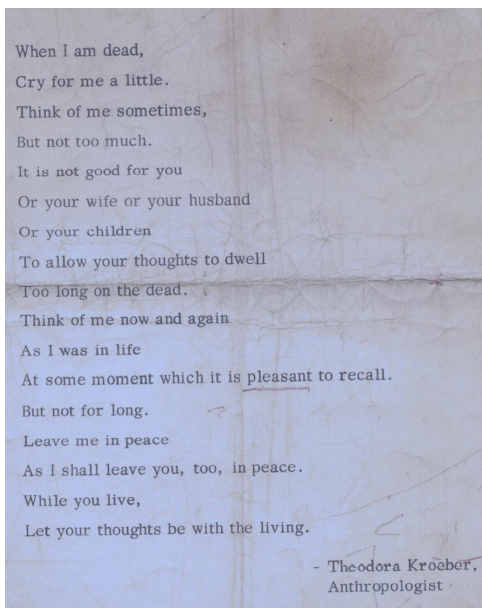 When I am dead,
Cry for me a little.
Think of me sometimes,
But not too much.
It is not good for you
Or your wife or your husband
Or your children
To allow your thoughts to dwell
Too long on the dead.
Think of me now and again
As I was in life
At some moment which it is pleasant to recall.
But not for long.
Leave me in peace
As I shall leave you, too, in peace.
While you live,
Let your thoughts be with the living.
- Theodora Kroeber,
Anthropologist